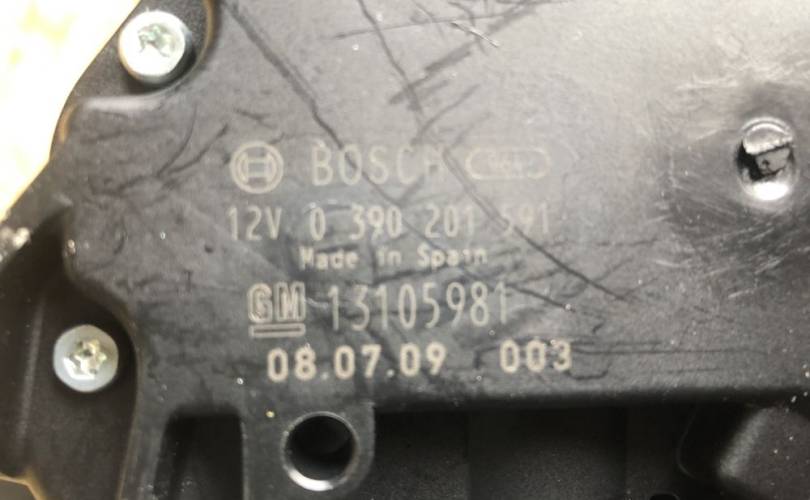 BOSCH
12V 0 390 201 591
Made in Spain
GM 13105981
08.07.09 003